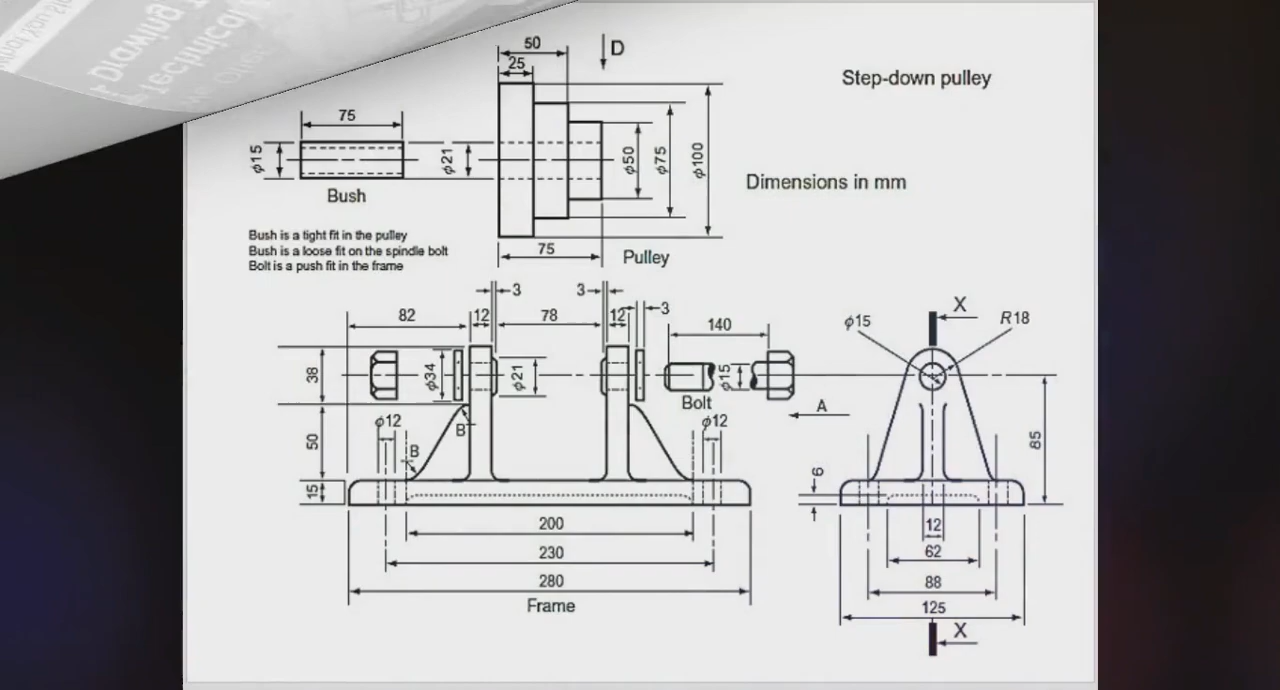 Drawing
Technical
50
D
25
Step-down pulley
75
φ15
φ21
φ50
φ75
φ100
Bush
Dimensions in mm
Bush is a tight fit in the pulley
Bush is a loose fit on the spindle bolt
Bolt is a push fit in the frame
75
Pulley
3
3
3
82
12
78
12
140
φ15
X
R18
38
φ34
φ21
φ15
Bolt
A
φ12
B
φ12
50
B
85
15
6
200
12
230
62
280
88
Frame
125
X